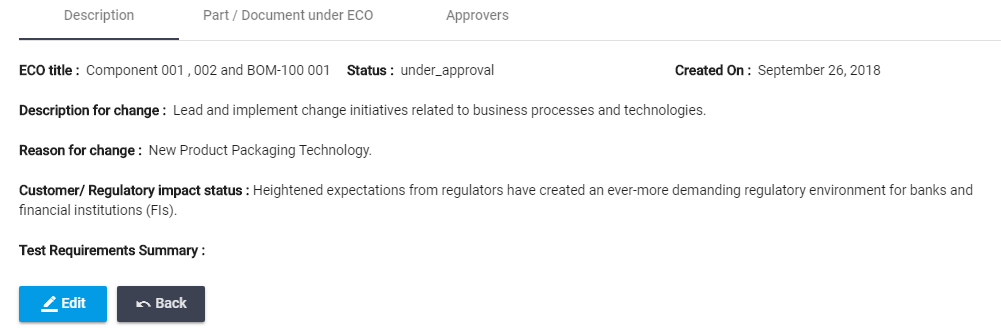 Description Part / Document under ECO Approvers
ECO title : Component 001 , 002 and BOM-100 001 Status : under_approval Created On : September 26, 2018
Description for change : Lead and implement change initiatives related to business processes and technologies.
Reason for change : New Product Packaging Technology.
Customer/ Regulatory impact status : Heightened expectations from regulators have created an ever-more demanding regulatory environment for banks and
financial institutions (FIs).
Test Requirements Summary :
Edit Back